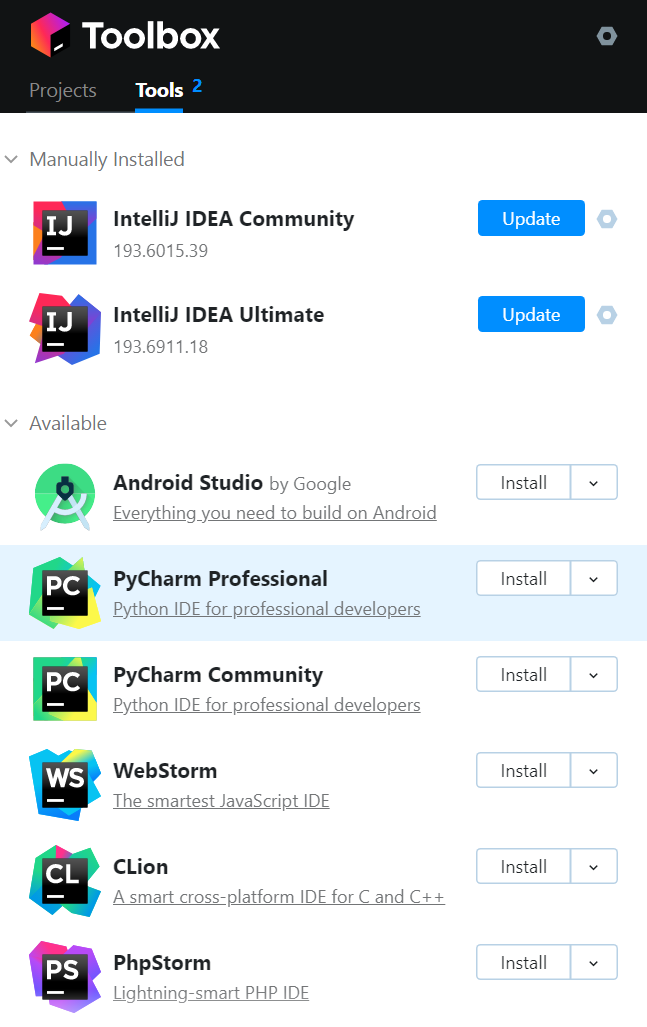 Toolbox
Projects Tools 2
Manually Installed
IJ IntelliJ IDEA Community Update
193.6015.39
IJ IntelliJ IDEA Ultimate Update
193.6911.18
Available
Android Studio by Google Install
Everything you need to build on Android
PC PyCharm Professional Install
Python IDE for professional developers
PC PyCharm Community Install
Python IDE for professional developers
WS WebStorm Install
The smartest JavaScript IDE
CL CLion Install
A smart cross-platform IDE for C and C++
PS PhpStorm Install
Lightning-smart PHP IDE